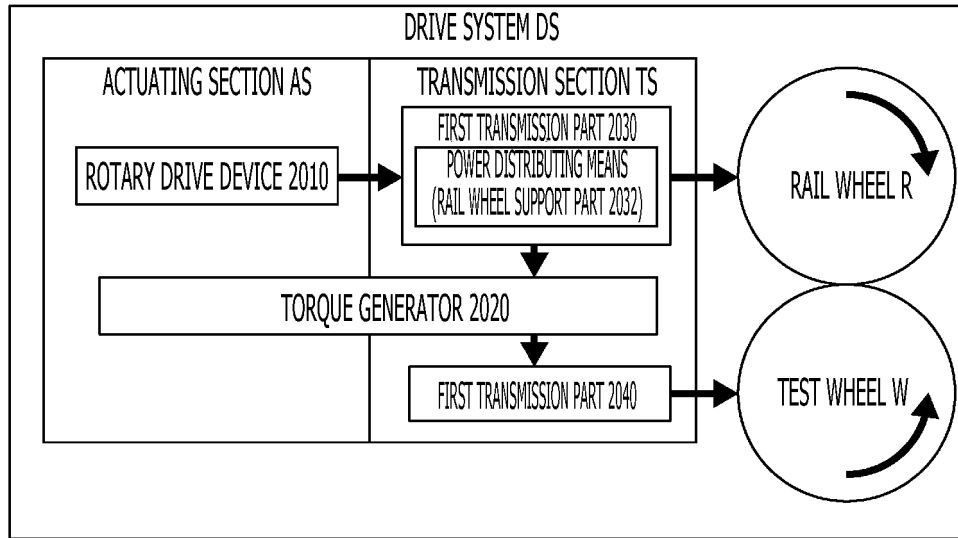 DRIVE SYSTEM DS
ACTUATING SECTION AS
TRANSMISSION SECTION TS
FIRST TRANSMISSION PART 2030
POWER DISTRIBUTING MEANS
(RAIL WHEEL SUPPORT PART 2032)
ROTARY DRIVE DEVICE 2010
RAIL WHEEL R
TORQUE GENERATOR 2020
FIRST TRANSMISSION PART 2040
TEST WHEEL W